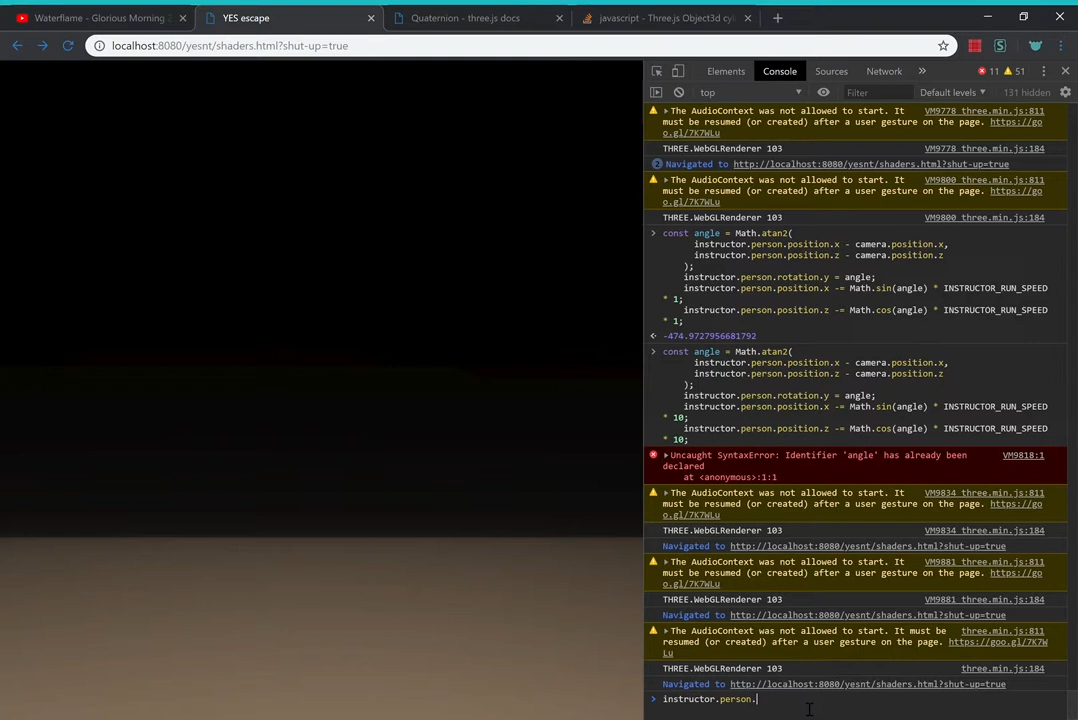 Waterflame - Glorious Morning 2
YES escape
Quaternion - three.js docs
javascript - Three.js Object3d cyl
localhost:8080/yesnt/shaders.html?shut-up=true
Elements Console Sources Network » 11 51
top Filter Default levels 131 hidden
The AudioContext was not allowed to start. It VM9778 three.min.js:811
must be resumed (or created) after a user gesture on the page. https://go
o.gl/7K7WLu
THREE.WebGLRenderer 103 VM9778 three.min.js:184
2 Navigated to http://localhost:8080/yesnt/shaders.html?shut-up=true
The AudioContext was not allowed to start. It VM9800 three.min.js:811
must be resumed (or created) after a user gesture on the page. https://go
o.gl/7K7WLu
THREE.WebGLRenderer 103 VM9800 three.min.js:184
> const angle = Math.atan2(
instructor.person.position.x - camera.position.x,
instructor.person.position.z - camera.position.z
);
instructor.person.rotation.y = angle;
instructor.person.position.x -= Math.sin(angle) * INSTRUCTOR_RUN_SPEED
* 1;
instructor.person.position.z -= Math.cos(angle) * INSTRUCTOR_RUN_SPEED
* 1;
-474.9727956681792
> const angle = Math.atan2(
instructor.person.position.x - camera.position.x,
instructor.person.position.z - camera.position.z
);
instructor.person.rotation.y = angle;
instructor.person.position.x -= Math.sin(angle) * INSTRUCTOR_RUN_SPEED
* 10;
instructor.person.position.z -= Math.cos(angle) * INSTRUCTOR_RUN_SPEED
* 10;
Uncaught SyntaxError: Identifier 'angle' has already been VM9818:1
declared
at <anonymous>:1:1
The AudioContext was not allowed to start. It VM9834 three.min.js:811
must be resumed (or created) after a user gesture on the page. https://go
o.gl/7K7WLu
THREE.WebGLRenderer 103 VM9834 three.min.js:184
Navigated to http://localhost:8080/yesnt/shaders.html?shut-up=true
The AudioContext was not allowed to start. It VM9881 three.min.js:811
must be resumed (or created) after a user gesture on the page. https://go
o.gl/7K7WLu
THREE.WebGLRenderer 103 VM9881 three.min.js:184
Navigated to http://localhost:8080/yesnt/shaders.html?shut-up=true
The AudioContext was not allowed to start. It must be three.min.js:811
resumed (or created) after a user gesture on the page. https://goo.gl/7K7W
Lu
THREE.WebGLRenderer 103 three.min.js:184
Navigated to http://localhost:8080/yesnt/shaders.html?shut-up=true
> instructor.person.